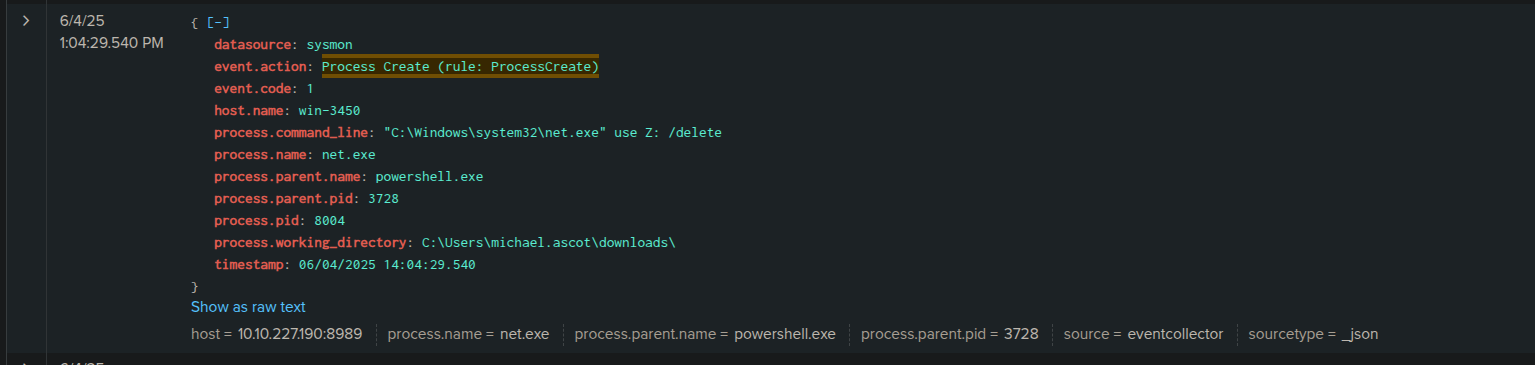 6/4/25
1:04:29.540 PM
{ [-]
datasource: sysmon
event.action: Process Create (rule: ProcessCreate)
event.code: 1
host.name: win-3450
process.command_line: "C:\Windows\system32\net.exe" use Z: /delete
process.name: net.exe
process.parent.name: powershell.exe
process.parent.pid: 3728
process.pid: 8004
process.working_directory: C:\Users\michael.ascot\downloads\
timestamp: 06/04/2025 14:04:29.540
}
Show as raw text
host = 10.10.227.190:8989 process.name = net.exe process.parent.name = powershell.exe process.parent.pid = 3728 source = eventcollector sourcetype = _json